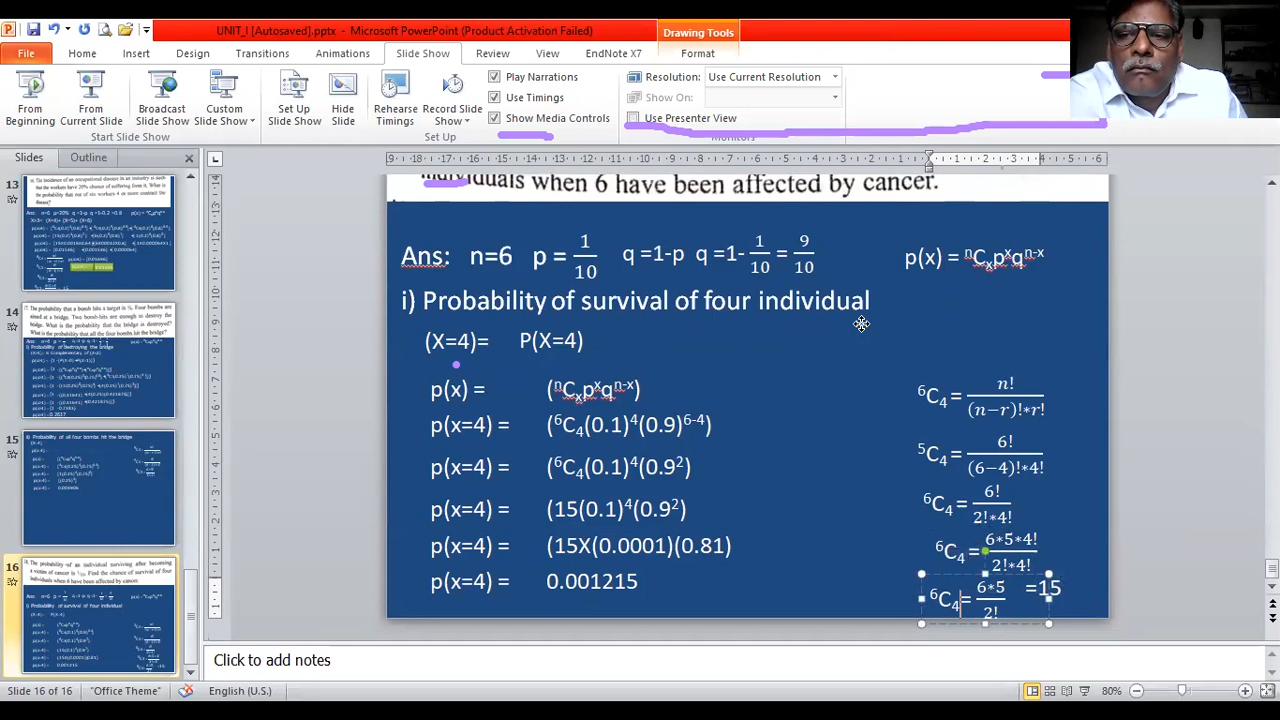 UNIT_I [Autosaved].pptx - Microsoft PowerPoint (Product Activation Failed)
Drawing Tools
File Home Insert Design Transitions Animations Slide Show Review View EndNote X7 Format
From Beginning
From Current Slide
Broadcast Slide Show
Custom Slide Show
Start Slide Show
Set Up Slide Show
Hide Slide
Rehearse Timings
Record Slide Show
Play Narrations
Use Timings
Show Media Controls
Set Up
Resolution: Use Current Resolution
Show On:
Use Presenter View
Monitors
Slides Outline
13
14
15
16
individuals when 6 have been affected by cancer.
Ans: n=6 p = 1/10 q =1-p q =1- 1/10 = 9/10 p(x) = ⁿCₓpˣqⁿ⁻ˣ
i) Probability of survival of four individual
(X=4)= P(X=4)
p(x) = (ⁿCₓpˣqⁿ⁻ˣ)
p(x=4) = (⁶C₄(0.1)⁴(0.9)⁶⁻⁴)
p(x=4) = (⁶C₄(0.1)⁴(0.9²)
p(x=4) = (15(0.1)⁴(0.9²)
p(x=4) = (15X(0.0001)(0.81)
p(x=4) = 0.001215
⁶C₄ = n!/(n−r)!∗r!
⁵C₄ = 6!/(6−4)!∗4!
⁶C₄ = 6!/2!∗4!
⁶C₄ = 6∗5∗4!/2!∗4!
⁶C₄= 6∗5/2! =15
Click to add notes
Slide 16 of 16 "Office Theme" English (U.S.) 80%